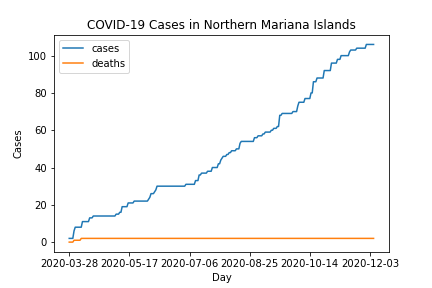 COVID-19 Cases in Northern Mariana Islands
cases
deaths
100
80
60
40
20
0
Cases
2020-03-28 2020-05-17 2020-07-06 2020-08-25 2020-10-14 2020-12-03
Day